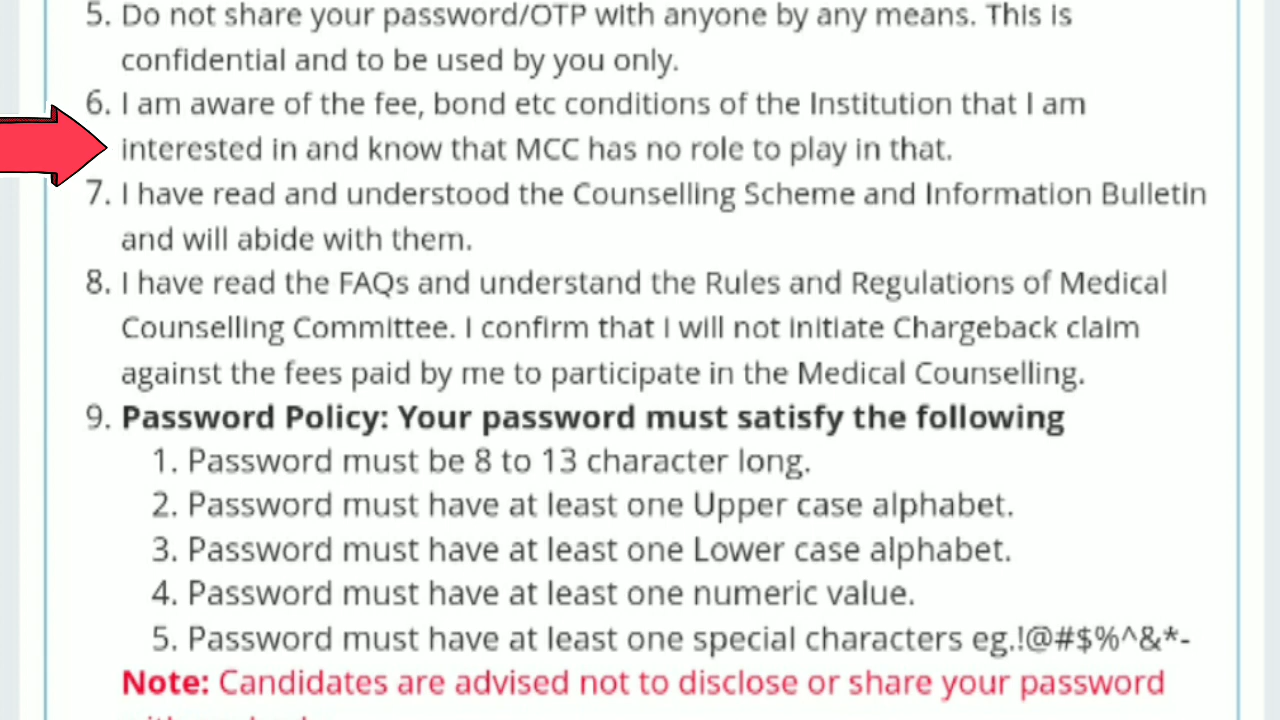 5. Do not share your password/OTP with anyone by any means. This is
confidential and to be used by you only.
6. I am aware of the fee, bond etc conditions of the Institution that I am
interested in and know that MCC has no role to play in that.
7. I have read and understood the Counselling Scheme and Information Bulletin
and will abide with them.
8. I have read the FAQs and understand the Rules and Regulations of Medical
Counselling Committee. I confirm that I will not initiate Chargeback claim
against the fees paid by me to participate in the Medical Counselling.
9. Password Policy: Your password must satisfy the following
1. Password must be 8 to 13 character long.
2. Password must have at least one Upper case alphabet.
3. Password must have at least one Lower case alphabet.
4. Password must have at least one numeric value.
5. Password must have at least one special characters eg.!@#$%^&*-
Note: Candidates are advised not to disclose or share your password